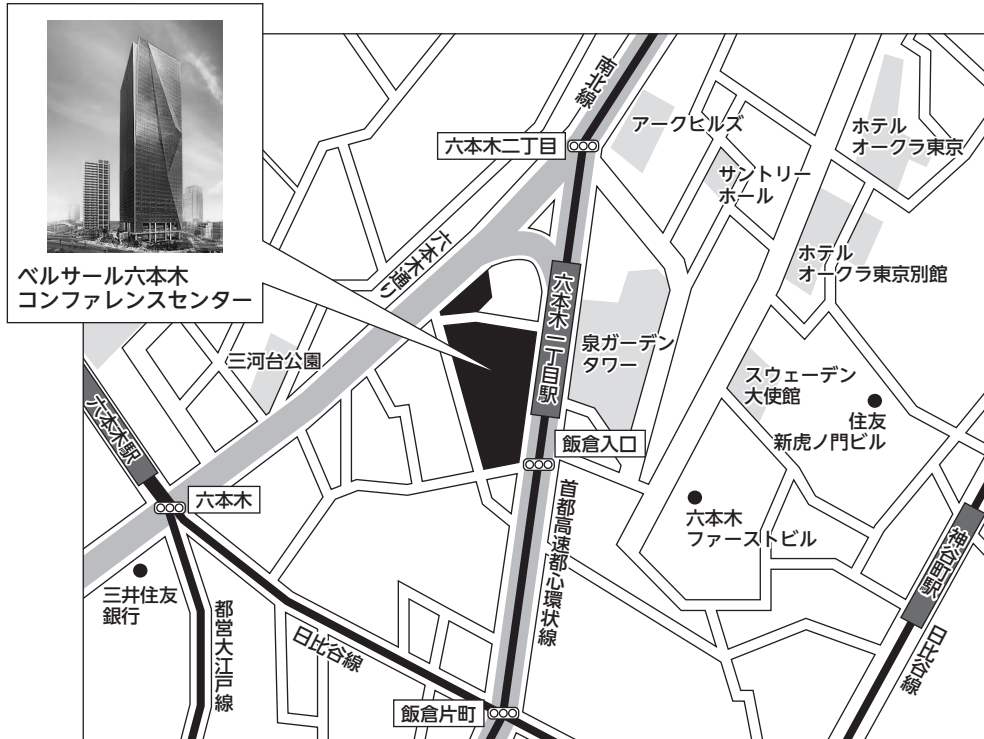 ベルサール六本木
コンファレンスセンター
南北線
六本木二丁目
アークヒルズ
サントリー
ホール
ホテル
オークラ東京
ホテル
オークラ東京別館
六本木通り
六本木一丁目駅
泉ガーデン
タワー
三河台公園
スウェーデン
大使館
住友
新虎ノ門ビル
六本木駅
六本木
飯倉入口
首都高速都心環状線
六本木
ファーストビル
神谷町駅
日比谷線
三井住友
銀行
都営大江戸線
日比谷線
飯倉片町